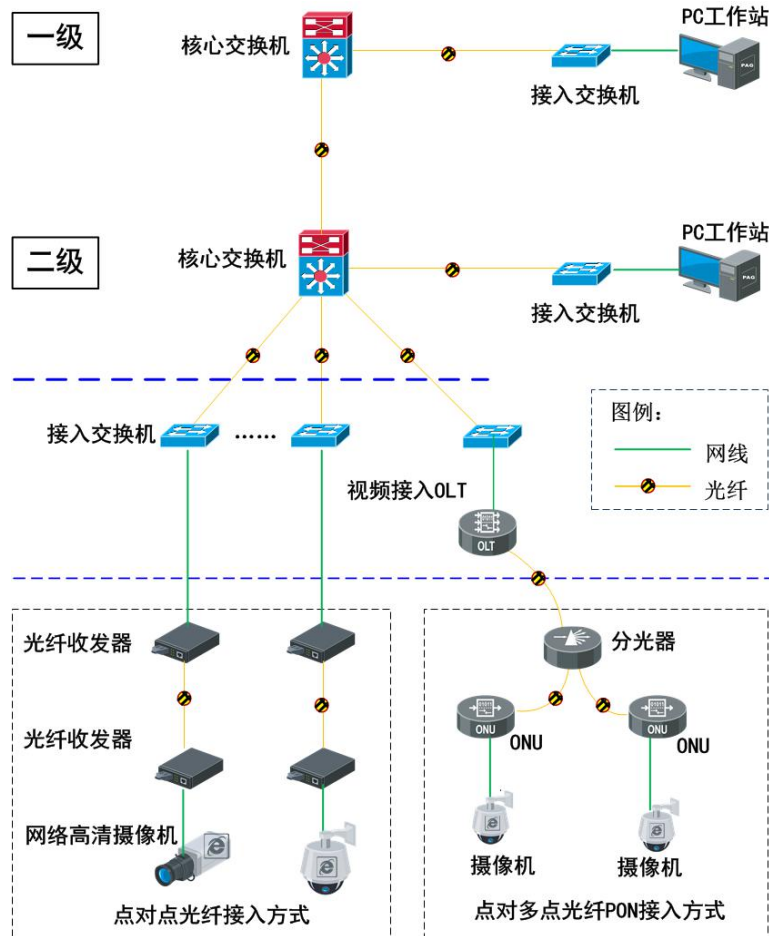 一级
核心交换机
PC工作站
PAG
接入交换机
二级
核心交换机
PC工作站
PAG
接入交换机
接入交换机
……
图例：
网线
光纤
视频接入OLT
OLT
光纤收发器
分光器
光纤收发器
01011
ONU
ONU
01011
ONU
ONU
网络高清摄像机
摄像机
摄像机
点对点光纤接入方式
点对多点光纤PON接入方式